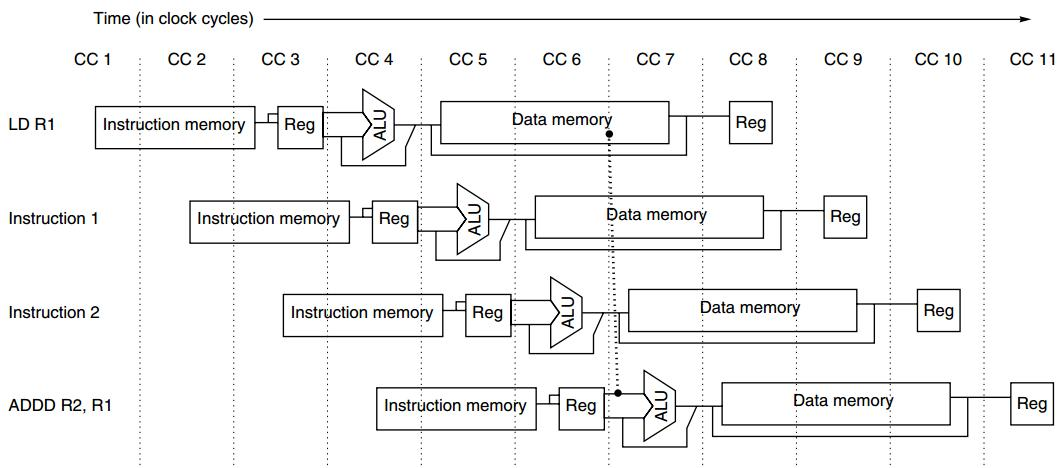 Time (in clock cycles)
CC 1 CC 2 CC 3 CC 4 CC 5 CC 6 CC 7 CC 8 CC 9 CC 10 CC 11
LD R1 Instruction memory Reg ALU Data memory Reg
Instruction 1 Instruction memory Reg ALU Data memory Reg
Instruction 2 Instruction memory Reg ALU Data memory Reg
ADDD R2, R1 Instruction memory Reg ALU Data memory Reg